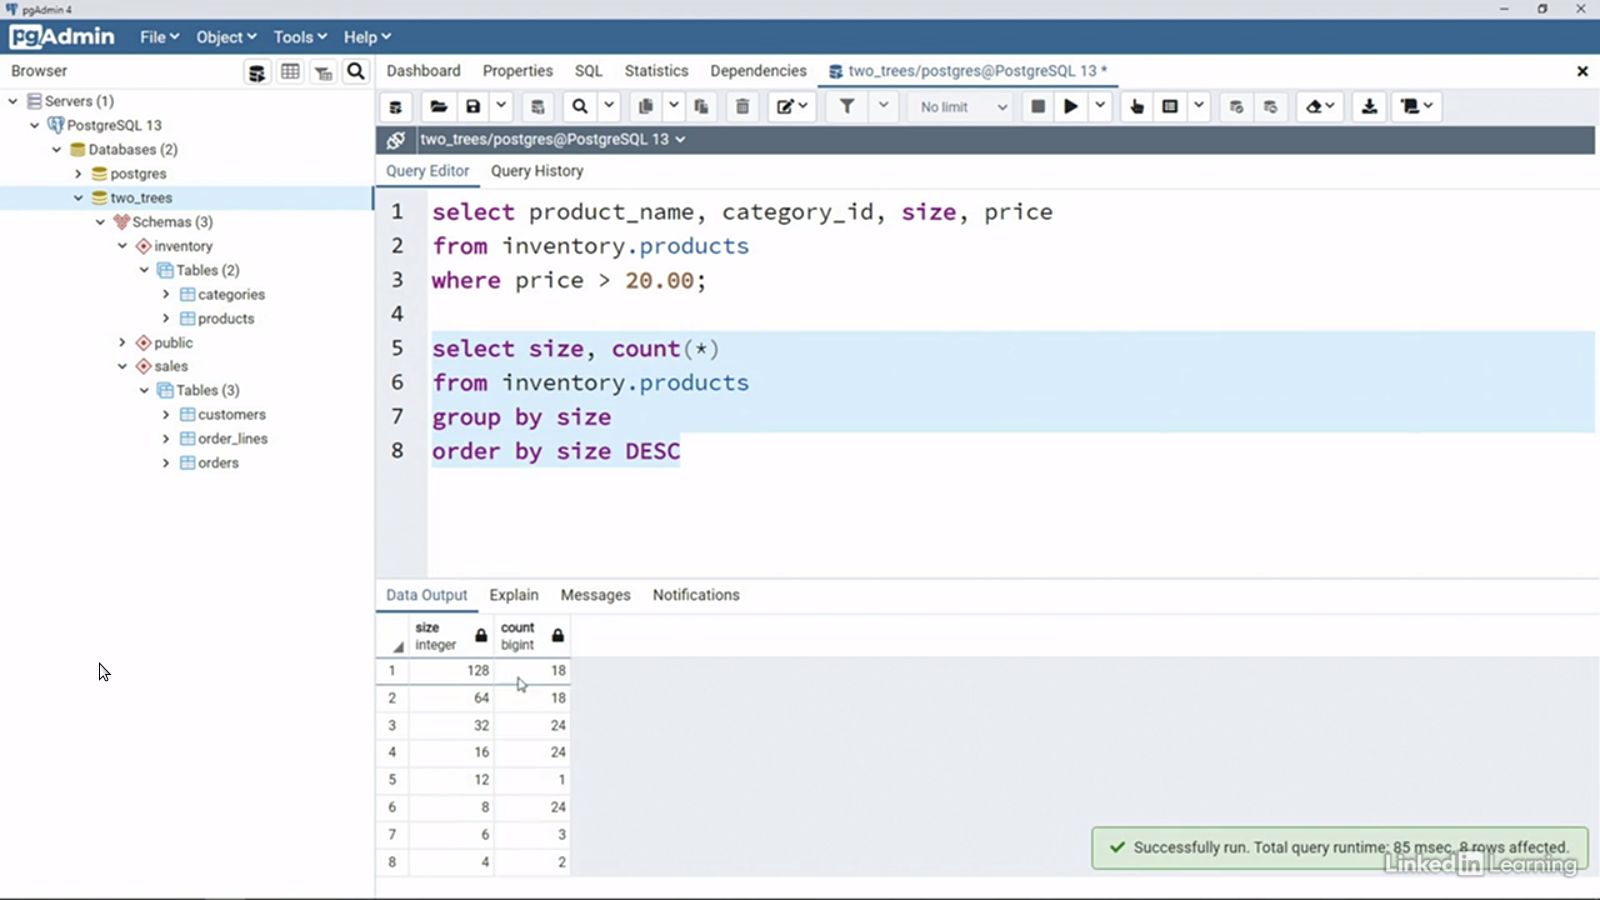 pgAdmin 4
pgAdmin File Object Tools Help
Browser
Dashboard Properties SQL Statistics Dependencies two_trees/postgres@PostgreSQL 13 *
Servers (1)
PostgreSQL 13
Databases (2)
postgres
two_trees
Schemas (3)
inventory
Tables (2)
categories
products
public
sales
Tables (3)
customers
order_lines
orders
No limit
two_trees/postgres@PostgreSQL 13
Query Editor Query History
1 select product_name, category_id, size, price
2 from inventory.products
3 where price > 20.00;
4
5 select size, count(*)
6 from inventory.products
7 group by size
8 order by size DESC
Data Output Explain Messages Notifications
size count
integer bigint
1 128 18
2 64 18
3 32 24
4 16 24
5 12 1
6 8 24
7 6 3
8 4 2
Successfully run. Total query runtime: 85 msec. 8 rows affected.
LinkedIn Learning